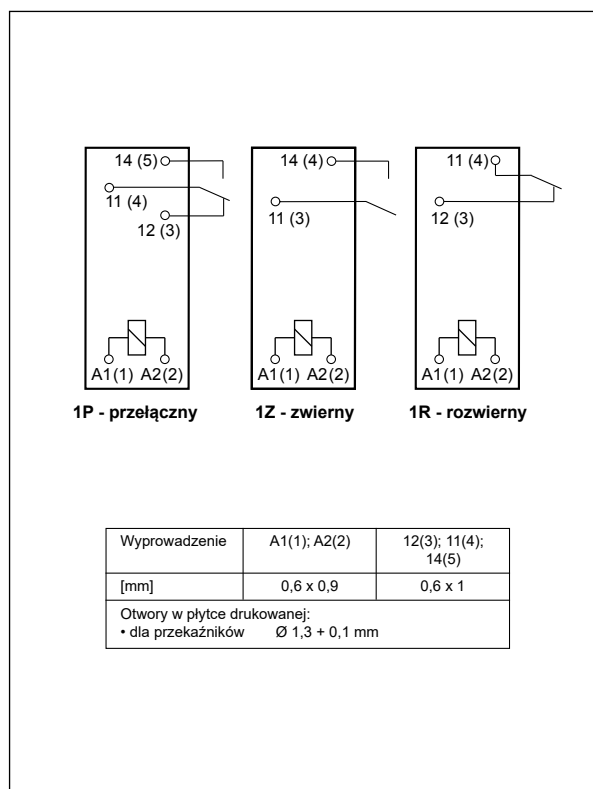 14 (5)
11 (4)
12 (3)
A1(1) A2(2)
1P - przełączny
14 (4)
11 (3)
A1(1) A2(2)
1Z - zwierny
11 (4)
12 (3)
A1(1) A2(2)
1R - rozwierny
Wyprowadzenie A1(1); A2(2) 12(3); 11(4);
14(5)
[mm] 0,6 x 0,9 0,6 x 1
Otwory w płytce drukowanej:
• dla przekaźników Ø 1,3 + 0,1 mm